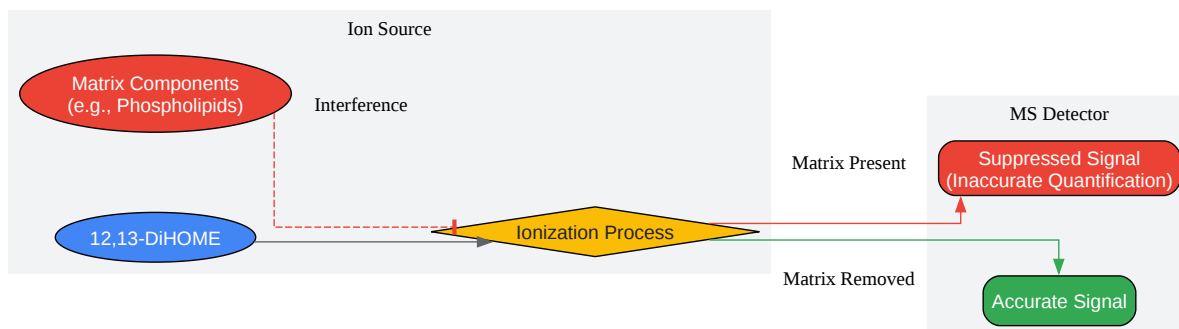 Ion Source
Matrix Components
(e.g., Phospholipids)
Interference
MS Detector
Matrix Present
Suppressed Signal
(Inaccurate Quantification)
12,13-DiHOME
Ionization Process
Matrix Removed
Accurate Signal